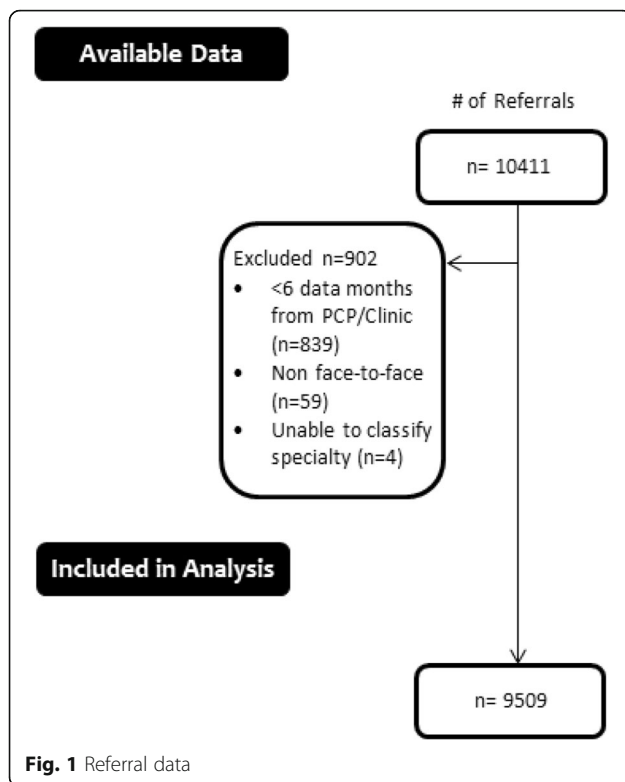 Available Data
# of Referrals
n= 10411
Excluded n=902
• <6 data months
from PCP/Clinic
(n=839)
• Non face-to-face
(n=59)
• Unable to classify
specialty (n=4)
Included in Analysis
n= 9509
Fig. 1 Referral data